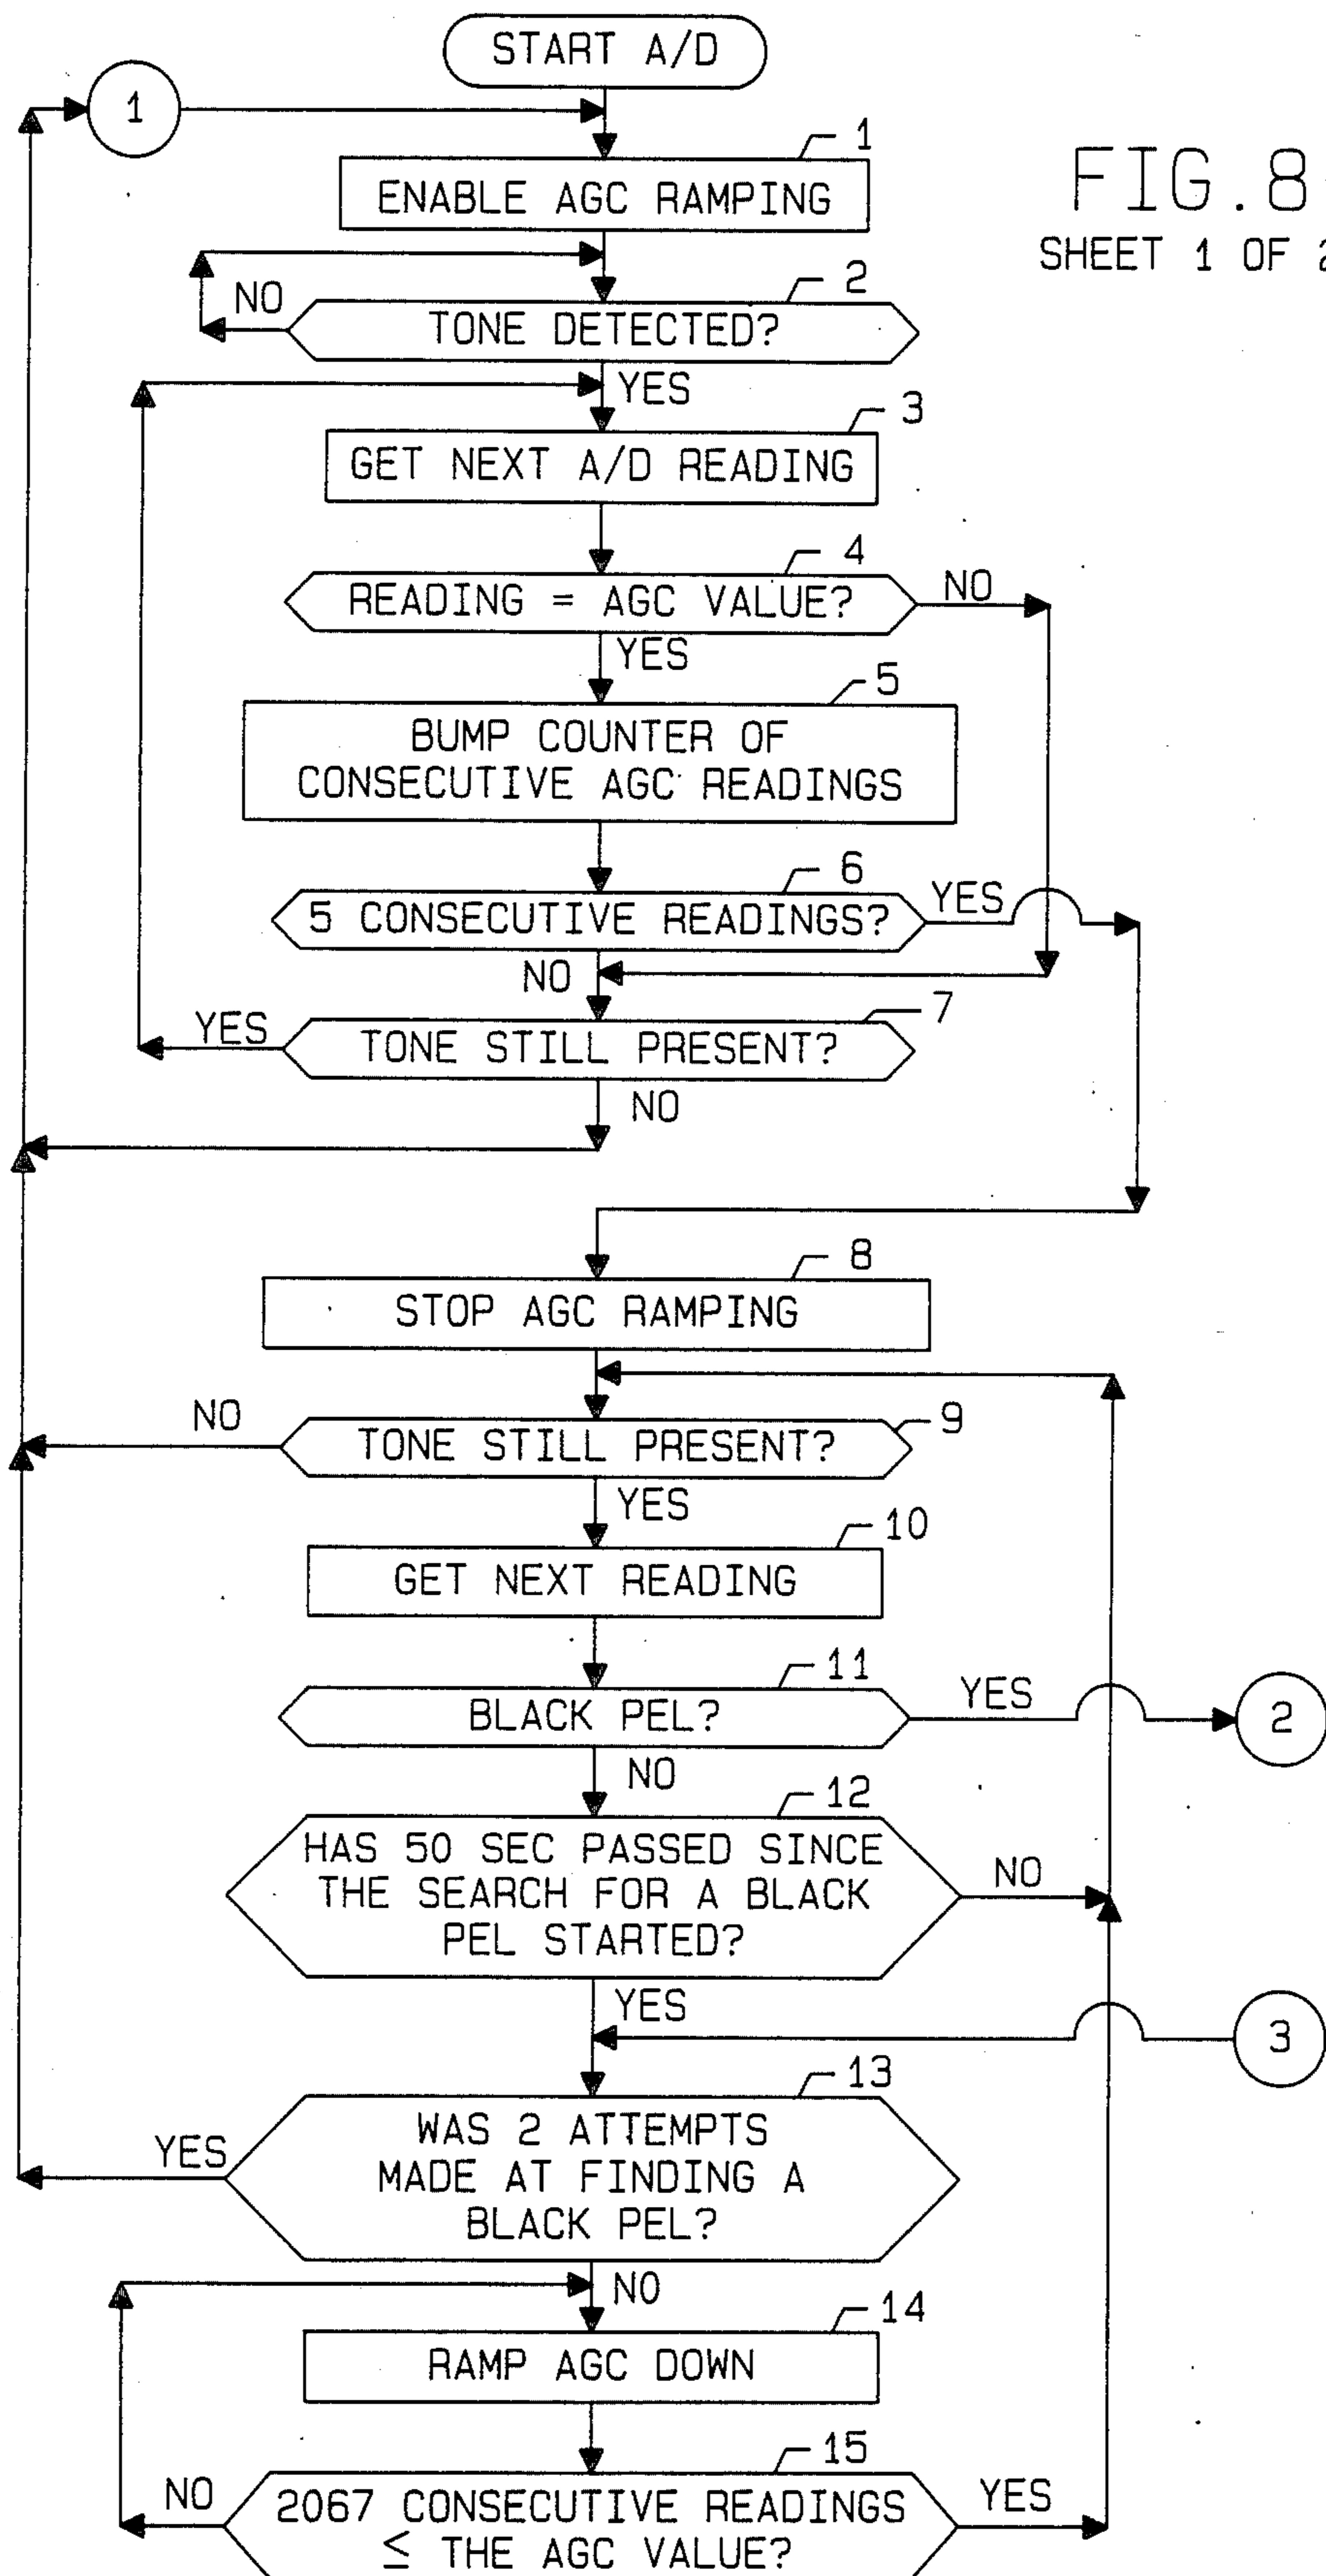 START A/D
1
1
ENABLE AGC RAMPING
FIG.8
SHEET 1 OF 2
2
NO
TONE DETECTED?
YES
3
GET NEXT A/D READING
4
READING = AGC VALUE?
NO
YES
5
BUMP COUNTER OF
CONSECUTIVE AGC READINGS
6
5 CONSECUTIVE READINGS?
YES
NO
7
YES
TONE STILL PRESENT?
NO
8
STOP AGC RAMPING
9
NO
TONE STILL PRESENT?
YES
10
GET NEXT READING
11
BLACK PEL?
YES
2
NO
12
HAS 50 SEC PASSED SINCE
THE SEARCH FOR A BLACK
PEL STARTED?
NO
YES
3
13
WAS 2 ATTEMPTS
MADE AT FINDING A
BLACK PEL?
YES
NO
14
RAMP AGC DOWN
15
NO
2067 CONSECUTIVE READINGS
≤ THE AGC VALUE?
YES